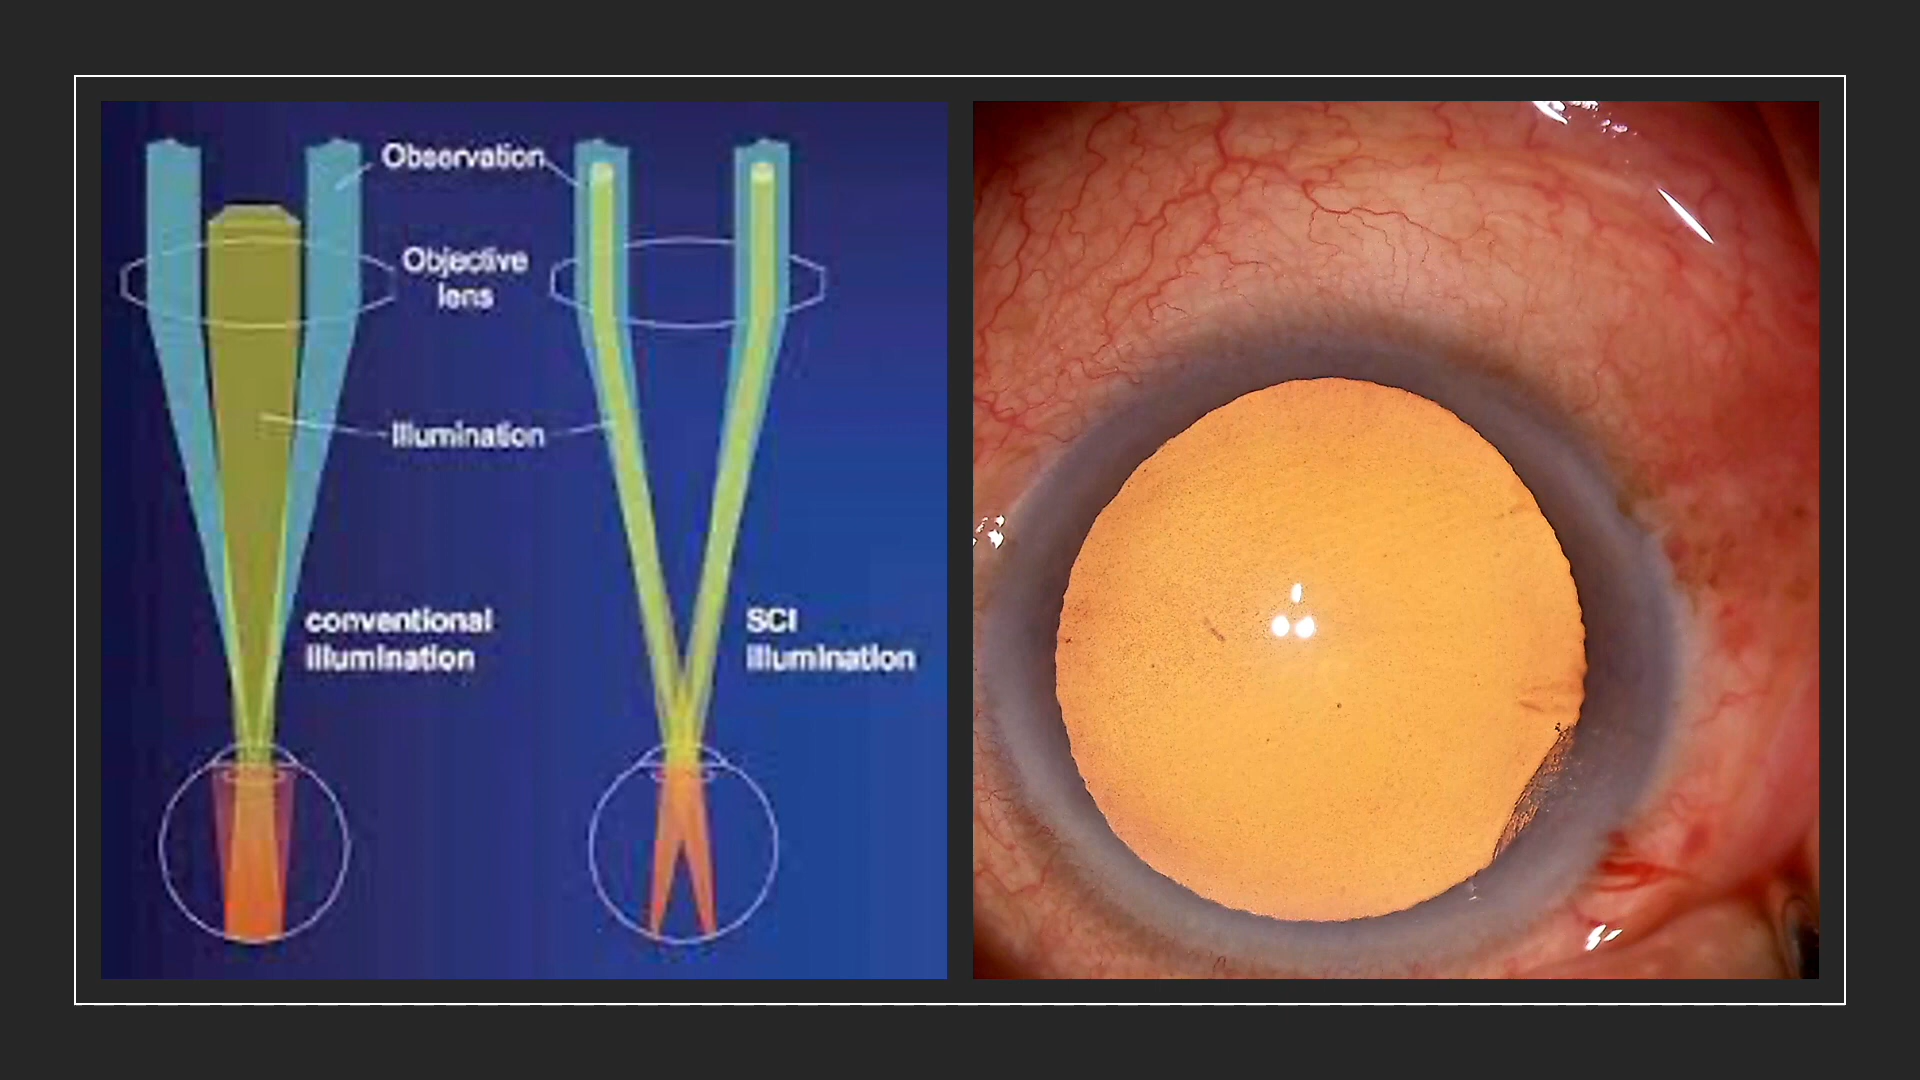 Observation
Objective
lens
Illumination
conventional
illumination
SCI
illumination